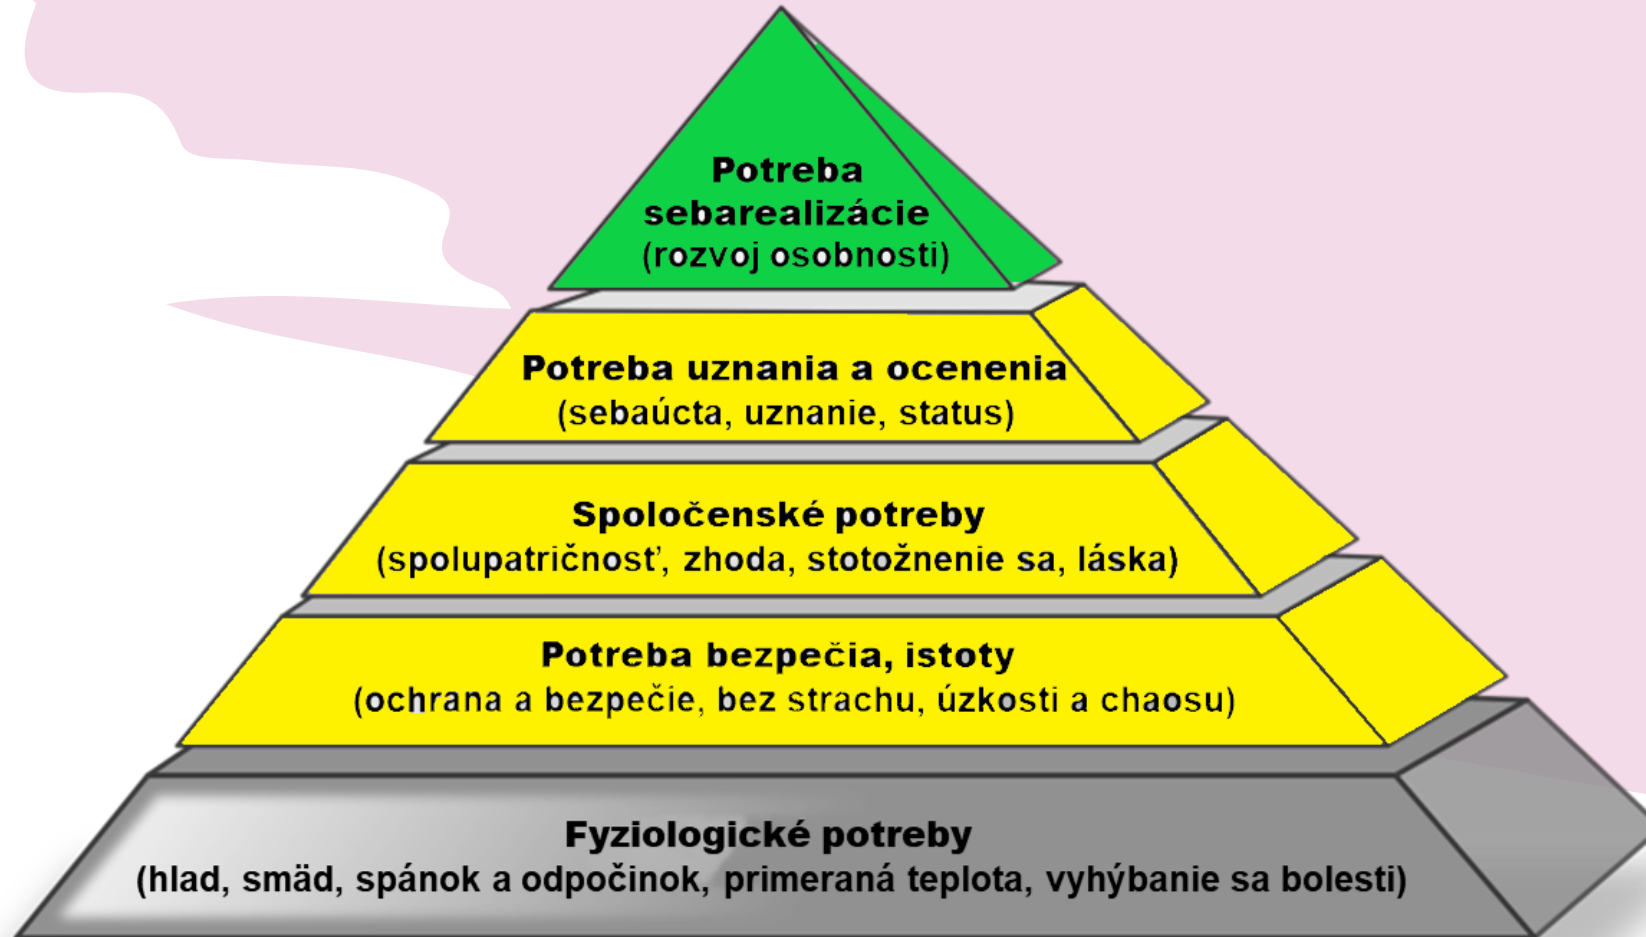 Potreba
sebarealizácie
(rozvoj osobnosti)
Potreba uznania a ocenenia
(sebaúcta, uznanie, status)
Spoločenské potreby
(spolupatričnosť, zhoda, stotožnenie sa, láska)
Potreba bezpečia, istoty
(ochrana a bezpečie, bez strachu, úzkosti a chaosu)
Fyziologické potreby
(hlad, smäd, spánok a odpočinok, primeraná teplota, vyhýbanie sa bolesti)